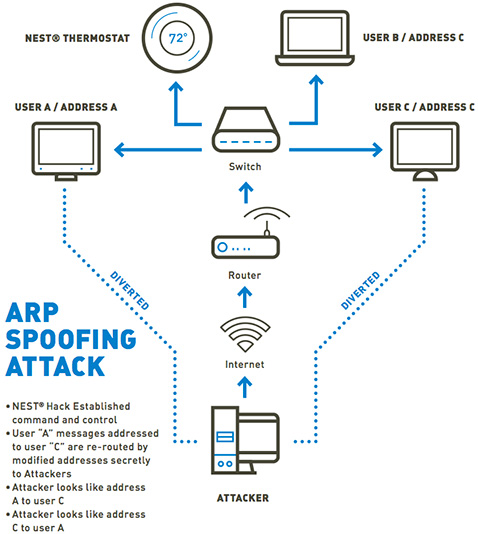 NEST® THERMOSTAT
72°
USER B / ADDRESS C
USER A / ADDRESS A
USER C / ADDRESS C
Switch
Router
DIVERTED
DIVERTED
Internet
ATTACKER
ARP
SPOOFING
ATTACK
• NEST® Hack Established
command and control
• User "A" messages addressed
to user "C" are re-routed by
modified addresses secretly
to Attackers
• Attacker looks like address
A to user C
• Attacker looks like address
C to user A